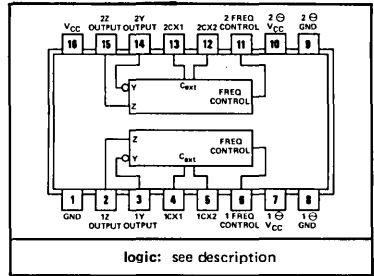 2Z 2Y 2 FREQ 2 ⊖ 2 ⊖
VCC OUTPUT OUTPUT 2CX1 2CX2 CONTROL VCC GND
16 15 14 13 12 11 10 9
Y Cext FREQ
Z CONTROL
Z FREQ
Y Cext CONTROL
1 2 3 4 5 6 7 8
GND 1Z 1Y 1CX1 1CX2 1 FREQ 1 ⊖ 1 ⊖
OUTPUT OUTPUT CONTROL VCC GND
logic: see description